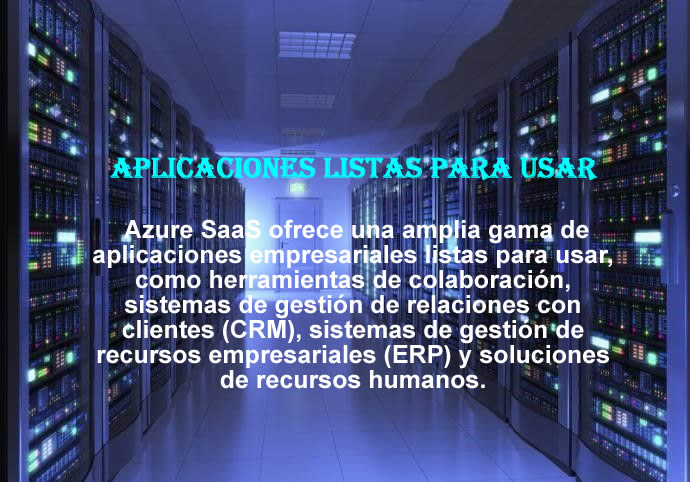 APLICACIONES LISTAS PARA USAR
Azure SaaS ofrece una amplia gama de
aplicaciones empresariales listas para usar,
como herramientas de colaboración,
sistemas de gestión de relaciones con
clientes (CRM), sistemas de gestión de
recursos empresariales (ERP) y soluciones
de recursos humanos.